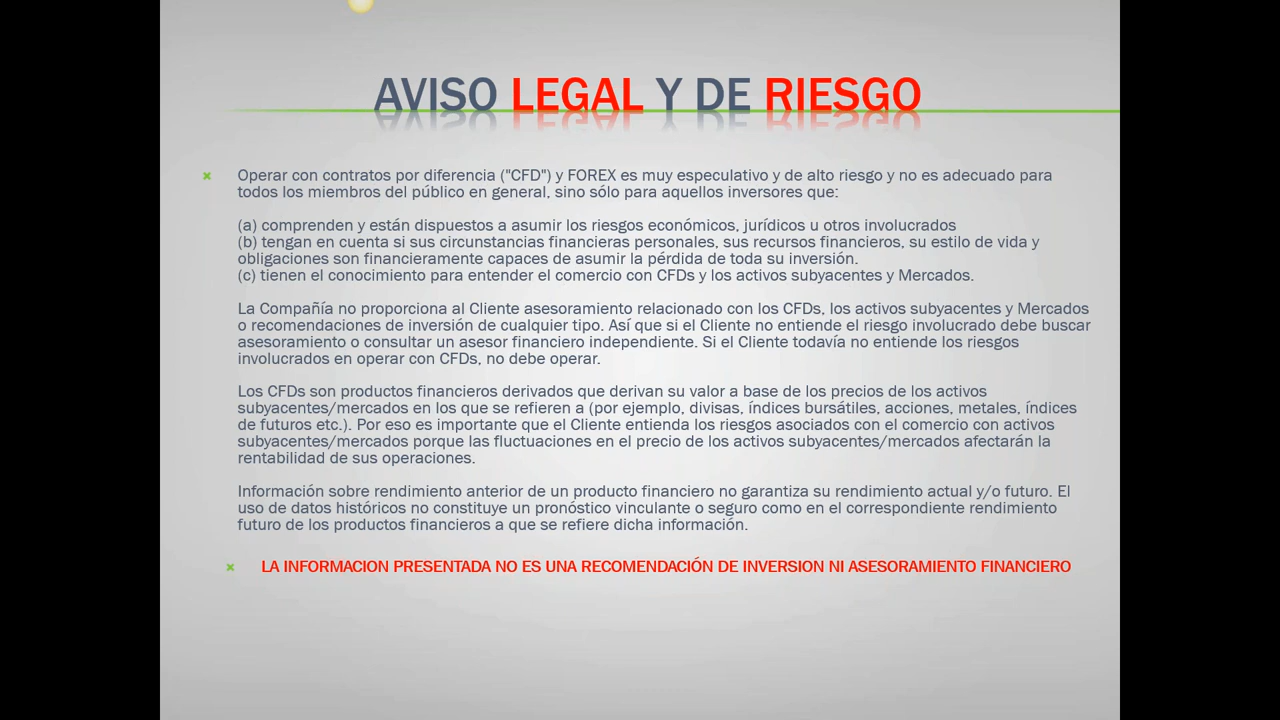 AVISO LEGAL Y DE RIESGO
Operar con contratos por diferencia ("CFD") y FOREX es muy especulativo y de alto riesgo y no es adecuado para
todos los miembros del público en general, sino sólo para aquellos inversores que:
(a) comprenden y están dispuestos a asumir los riesgos económicos, jurídicos u otros involucrados
(b) tengan en cuenta si sus circunstancias financieras personales, sus recursos financieros, su estilo de vida y
obligaciones son financieramente capaces de asumir la pérdida de toda su inversión.
(c) tienen el conocimiento para entender el comercio con CFDs y los activos subyacentes y Mercados.
La Compañía no proporciona al Cliente asesoramiento relacionado con los CFDs, los activos subyacentes y Mercados
o recomendaciones de inversión de cualquier tipo. Así que si el Cliente no entiende el riesgo involucrado debe buscar
asesoramiento o consultar un asesor financiero independiente. Si el Cliente todavía no entiende los riesgos
involucrados en operar con CFDs, no debe operar.
Los CFDs son productos financieros derivados que derivan su valor a base de los precios de los activos
subyacentes/mercados en los que se refieren a (por ejemplo, divisas, índices bursátiles, acciones, metales, índices
de futuros etc.). Por eso es importante que el Cliente entienda los riesgos asociados con el comercio con activos
subyacentes/mercados porque las fluctuaciones en el precio de los activos subyacentes/mercados afectarán la
rentabilidad de sus operaciones.
Información sobre rendimiento anterior de un producto financiero no garantiza su rendimiento actual y/o futuro. El
uso de datos históricos no constituye un pronóstico vinculante o seguro como en el correspondiente rendimiento
futuro de los productos financieros a que se refiere dicha información.
LA INFORMACION PRESENTADA NO ES UNA RECOMENDACIÓN DE INVERSION NI ASESORAMIENTO FINANCIERO